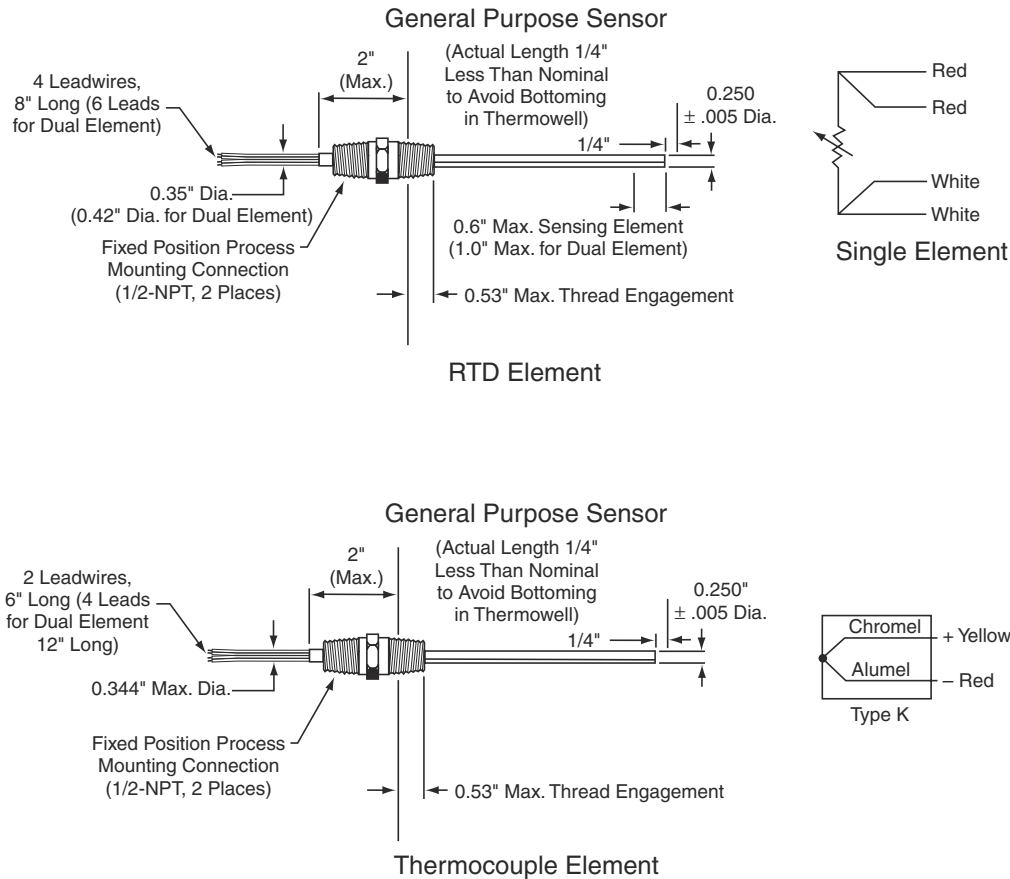 General Purpose Sensor
4 Leadwires,
8" Long (6 Leads
for Dual Element)
2"
(Max.)
(Actual Length 1/4"
Less Than Nominal
to Avoid Bottoming
in Thermowell)
0.250
± .005 Dia.
1/4"
0.35" Dia.
(0.42" Dia. for Dual Element)
Fixed Position Process
Mounting Connection
(1/2-NPT, 2 Places)
0.6" Max. Sensing Element
(1.0" Max. for Dual Element)
0.53" Max. Thread Engagement
Red
Red
White
White
Single Element
RTD Element
General Purpose Sensor
2 Leadwires,
6" Long (4 Leads
for Dual Element
12" Long)
2"
(Max.)
(Actual Length 1/4"
Less Than Nominal
to Avoid Bottoming
in Thermowell)
0.250"
± .005 Dia.
1/4"
0.344" Max. Dia.
Fixed Position Process
Mounting Connection
(1/2-NPT, 2 Places)
0.53" Max. Thread Engagement
Chromel
+ Yellow
Alumel
– Red
Type K
Thermocouple Element